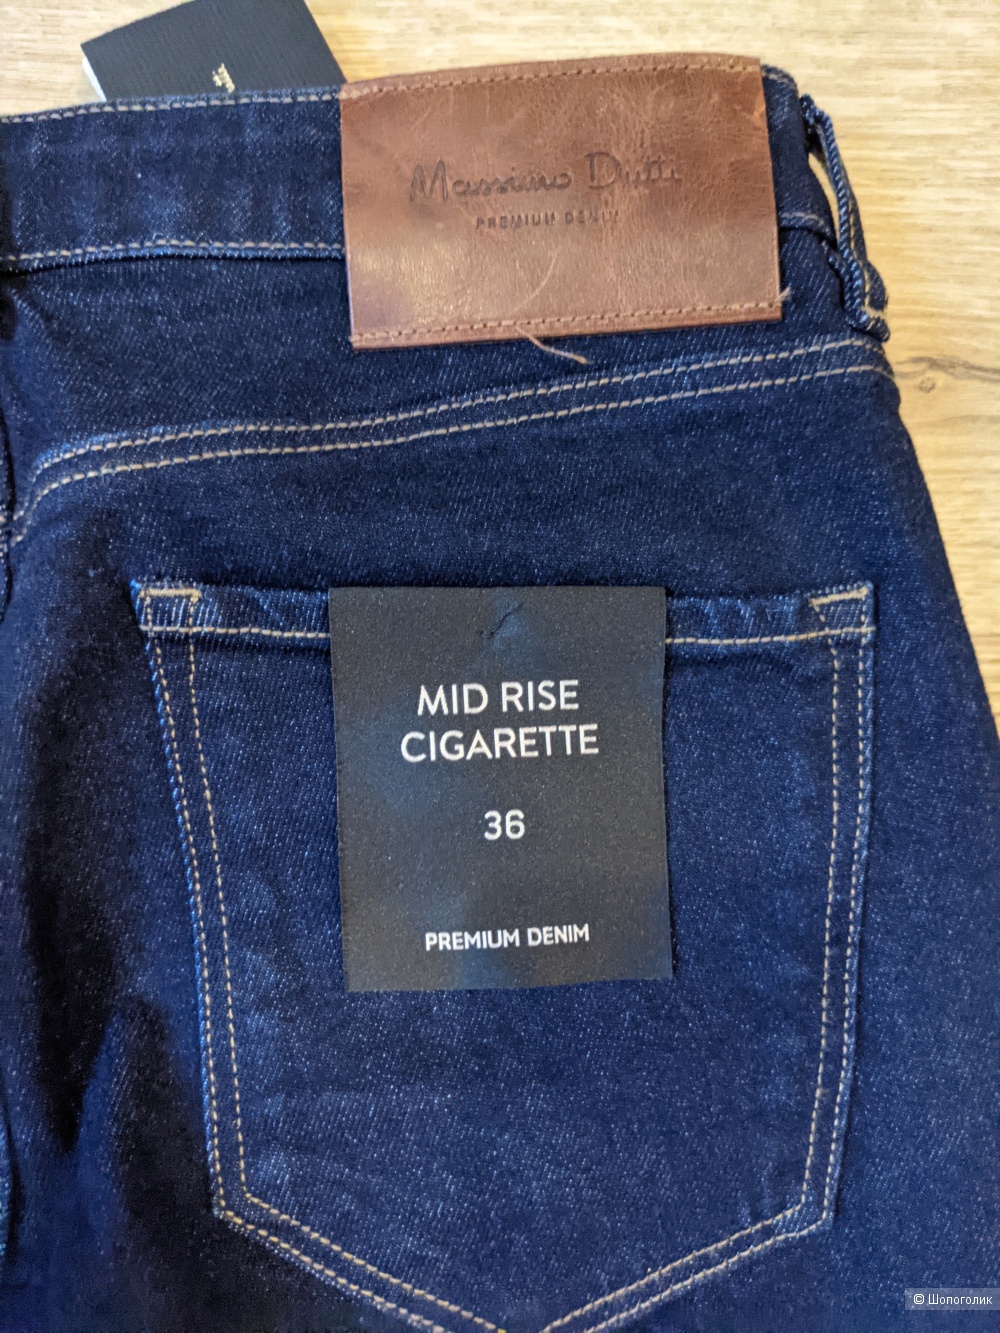 Massimo Dutti
PREMIUM DENIM
MID RISE
CIGARETTE
36
PREMIUM DENIM
© Шопоголик